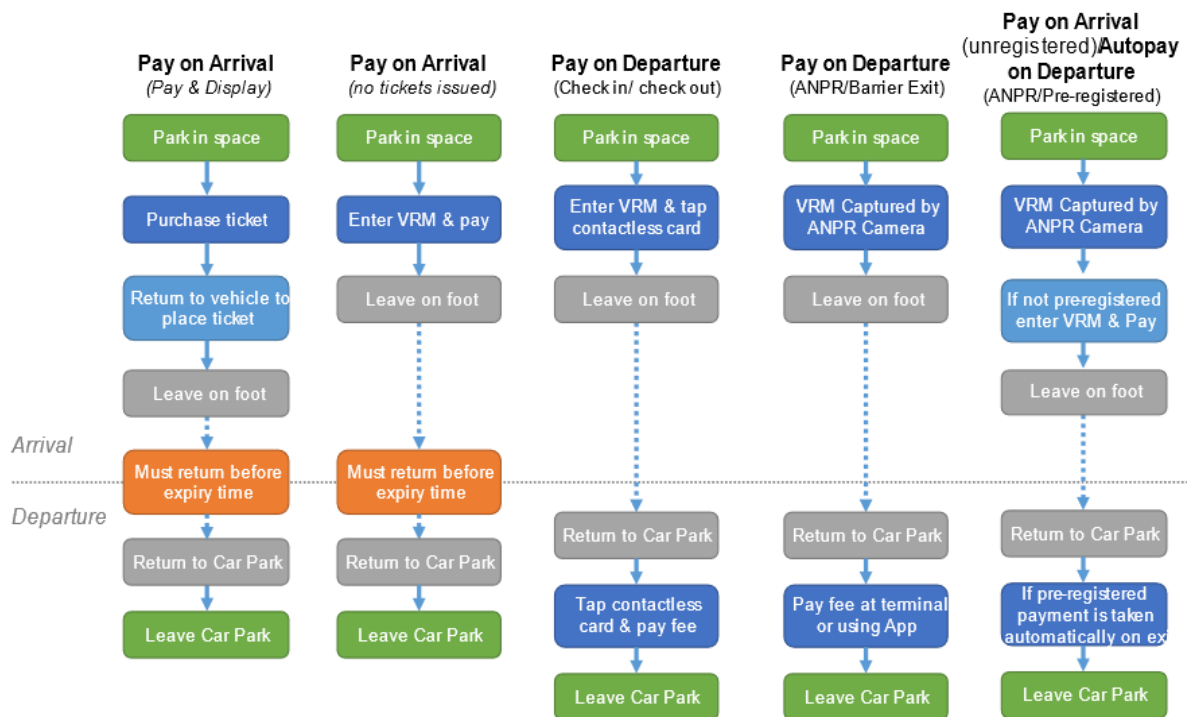 Pay on Arrival
(Pay & Display)
Park in space
Purchase ticket
Return to vehicle to
place ticket
Leave on foot
Must return before
expiry time
Return to Car Park
Leave Car Park
Pay on Arrival
(no tickets issued)
Park in space
Enter VRM & pay
Leave on foot
Must return before
expiry time
Return to Car Park
Leave Car Park
Pay on Departure
(Check in/ check out)
Park in space
Enter VRM & tap
contactless card
Leave on foot
Return to Car Park
Tap contactless
card & pay fee
Leave Car Park
Pay on Departure
(ANPR/Barrier Exit)
Park in space
VRM Captured by
ANPR Camera
Leave on foot
Return to Car Park
Pay fee at terminal
or using App
Leave Car Park
Pay on Arrival
(unregistered)/Autopay
on Departure
(ANPR/Pre-registered)
Park in space
VRM Captured by
ANPR Camera
If not pre-registered
enter VRM & Pay
Leave on foot
Return to Car Park
If pre-registered
payment is taken
automatically on exi
Leave Car Park
Arrival
Departure